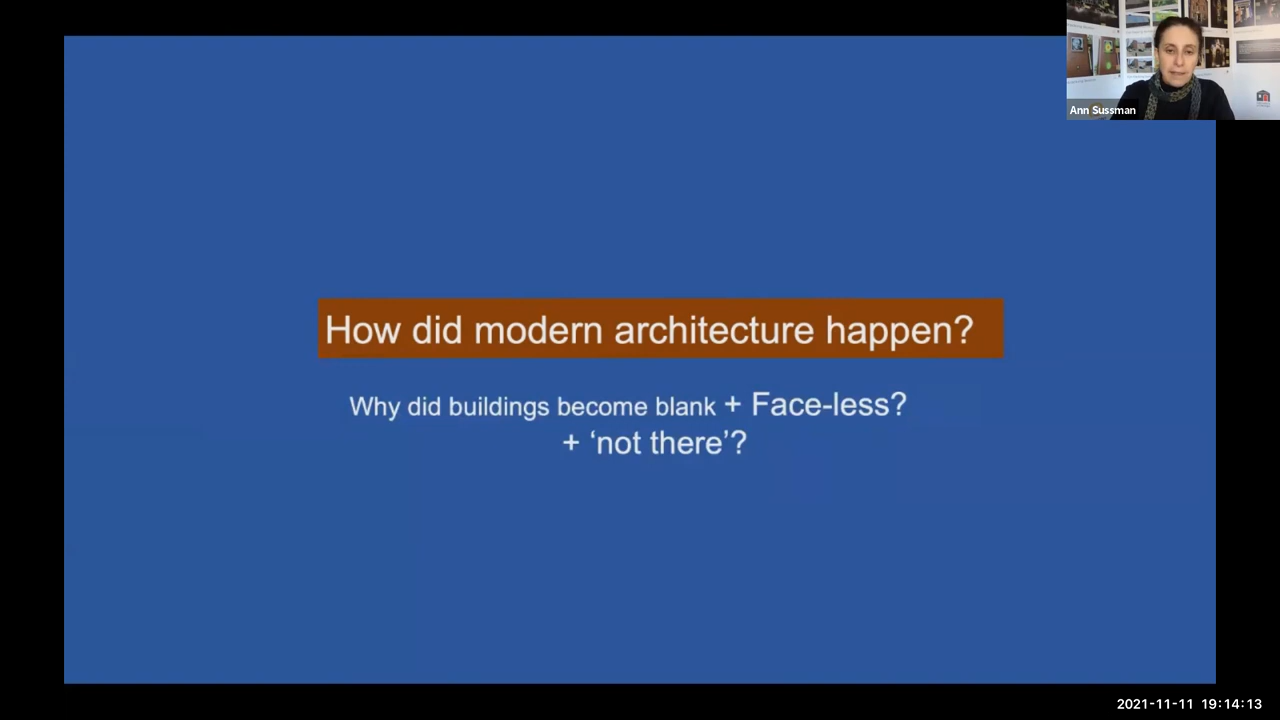 Ann Sussman
How did modern architecture happen?
Why did buildings become blank + Face-less?
+ ‘not there’?
2021-11-11 19:14:13